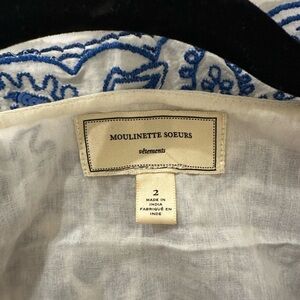 MOULINETTE SOEURS
vêtements
2
MADE IN
INDIA
FABRIQUÉ EN
INDE